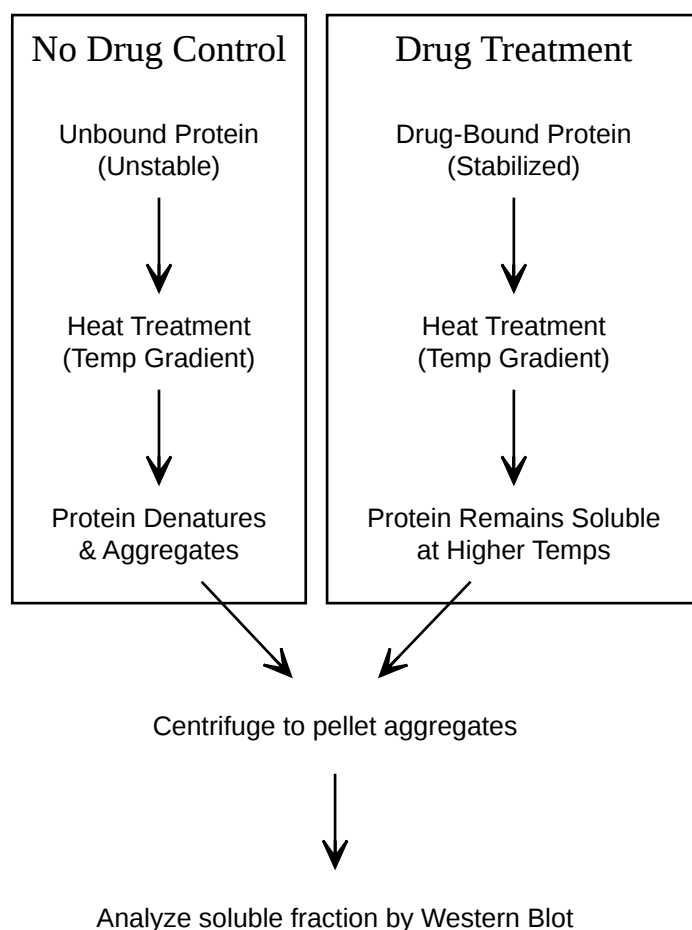 No Drug Control
Unbound Protein
(Unstable)
Heat Treatment
(Temp Gradient)
Protein Denatures
& Aggregates
Drug Treatment
Drug-Bound Protein
(Stabilized)
Heat Treatment
(Temp Gradient)
Protein Remains Soluble
at Higher Temps
Centrifuge to pellet aggregates
Analyze soluble fraction by Western Blot